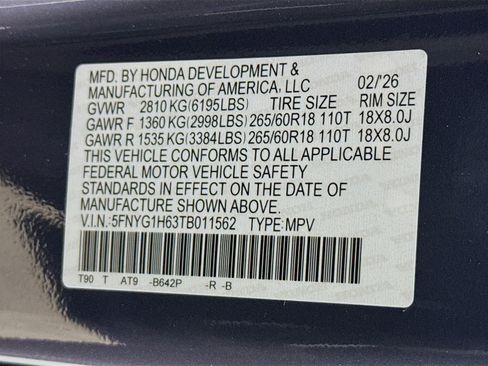 MFD. BY HONDA DEVELOPMENT &
MANUFACTURING OF AMERICA, LLC 02/'26
GVWR 2810 KG(6195LBS) TIRE SIZE RIM SIZE
GAWR F 1360 KG(2998LBS) 265/60R18 110T 18X8.0J
GAWR R 1535 KG(3384LBS) 265/60R18 110T 18X8.0J
THIS VEHICLE CONFORMS TO ALL APPLICABLE
FEDERAL MOTOR VEHICLE SAFETY
STANDARDS IN EFFECT ON THE DATE OF
MANUFACTURE SHOWN ABOVE.
V.I.N.:5FNYG1H63TB011562 TYPE:MPV
T90 T AT9 -B642P -R -B